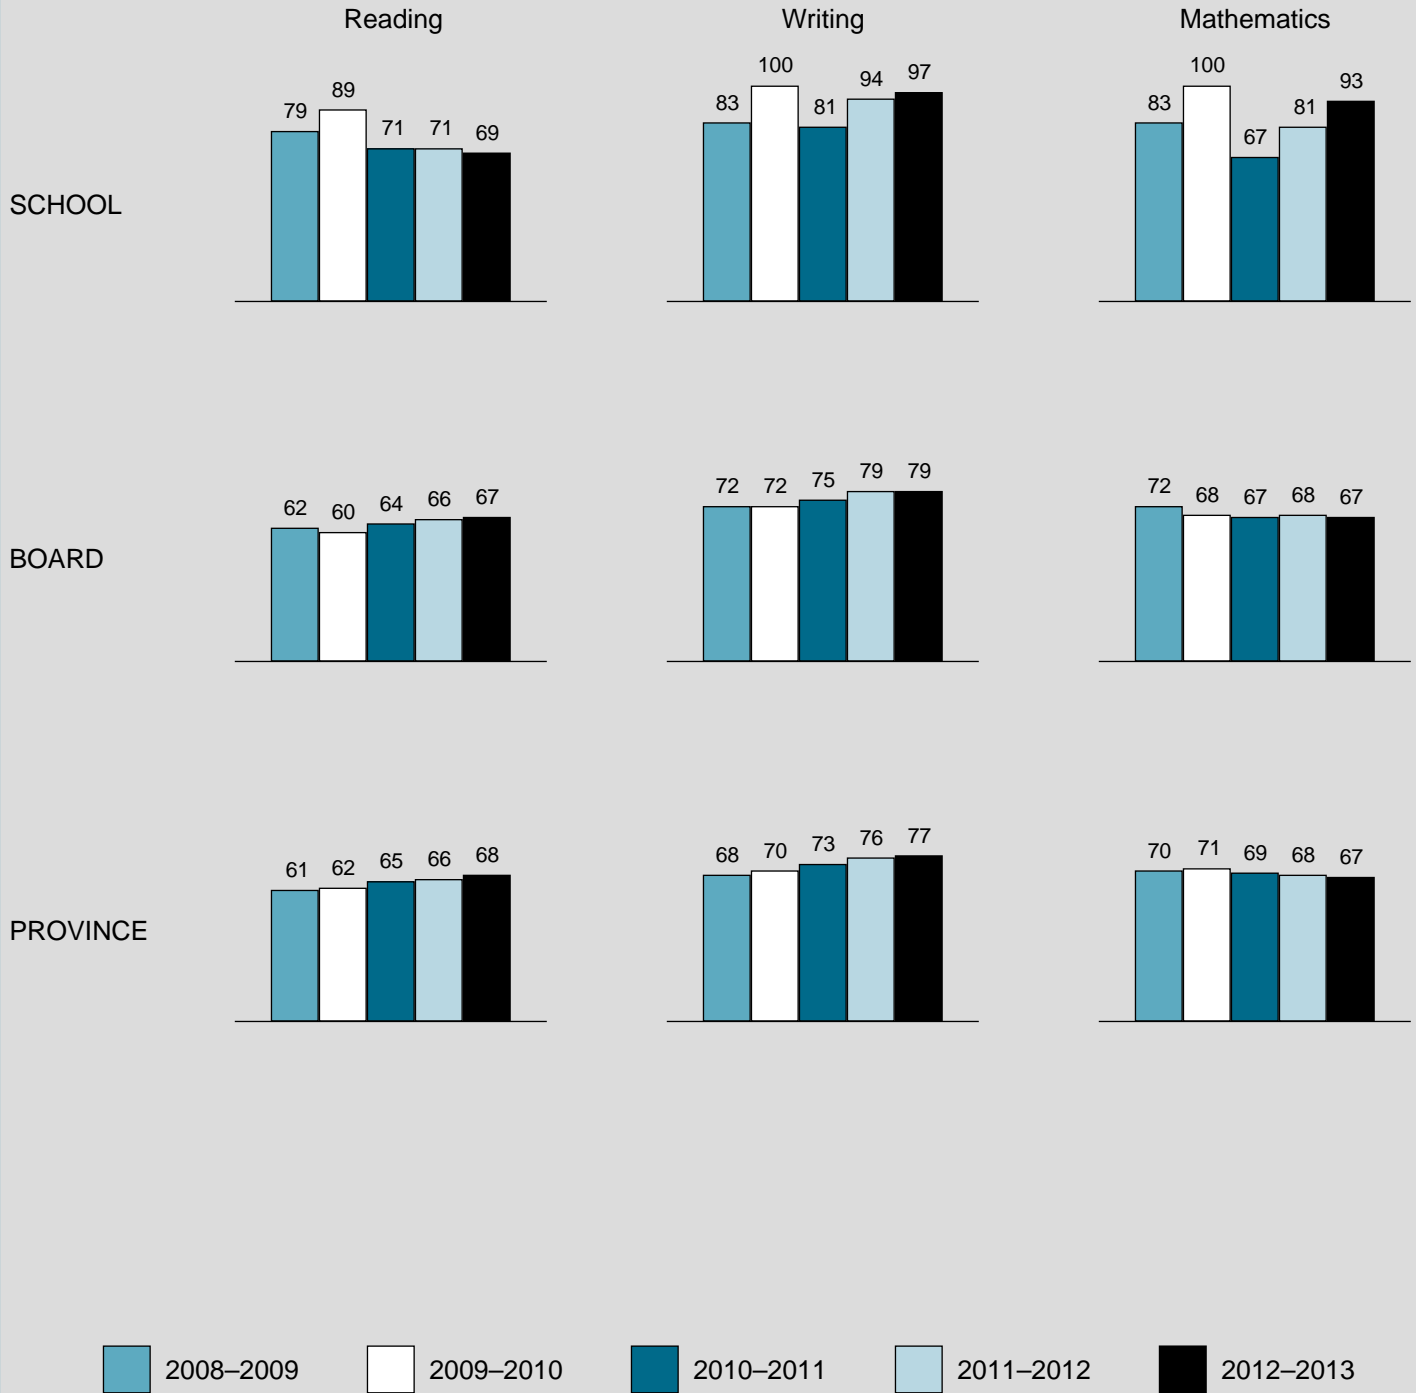 Reading Writing Mathematics
79 89 71 71 69
83 100 81 94 97
83 100 67 81 93
SCHOOL
62 60 64 66 67
72 72 75 79 79
72 68 67 68 67
BOARD
61 62 65 66 68
68 70 73 76 77
70 71 69 68 67
PROVINCE
2008–2009 2009–2010 2010–2011 2011–2012 2012–2013